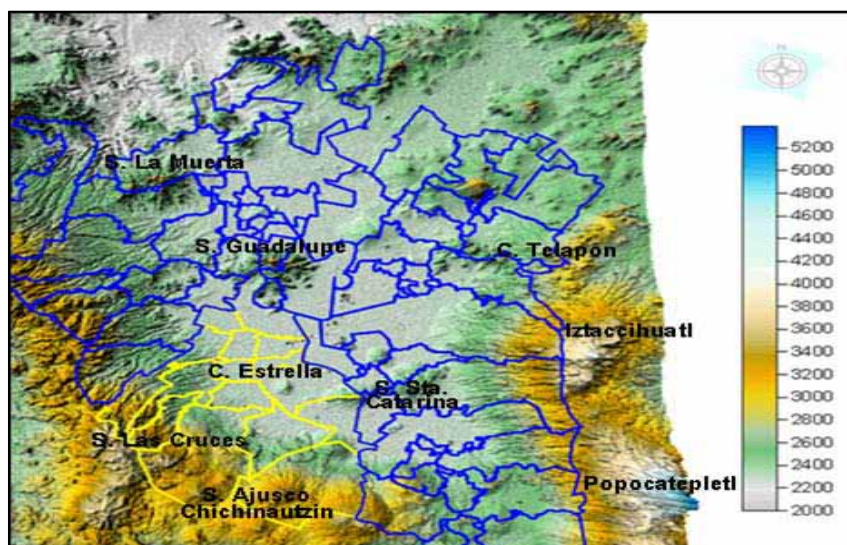 N
S. La Muerta
S. Guadalupe
C. Telapon
Iztaccihuatl
C. Estrella
S. Sta.
Catarina
S. Las Cruces
S. Ajusco
Chichinautzin
Popocatepletl
5200
5000
4800
4600
4400
4200
4000
3800
3600
3400
3200
3000
2800
2600
2400
2200
2000